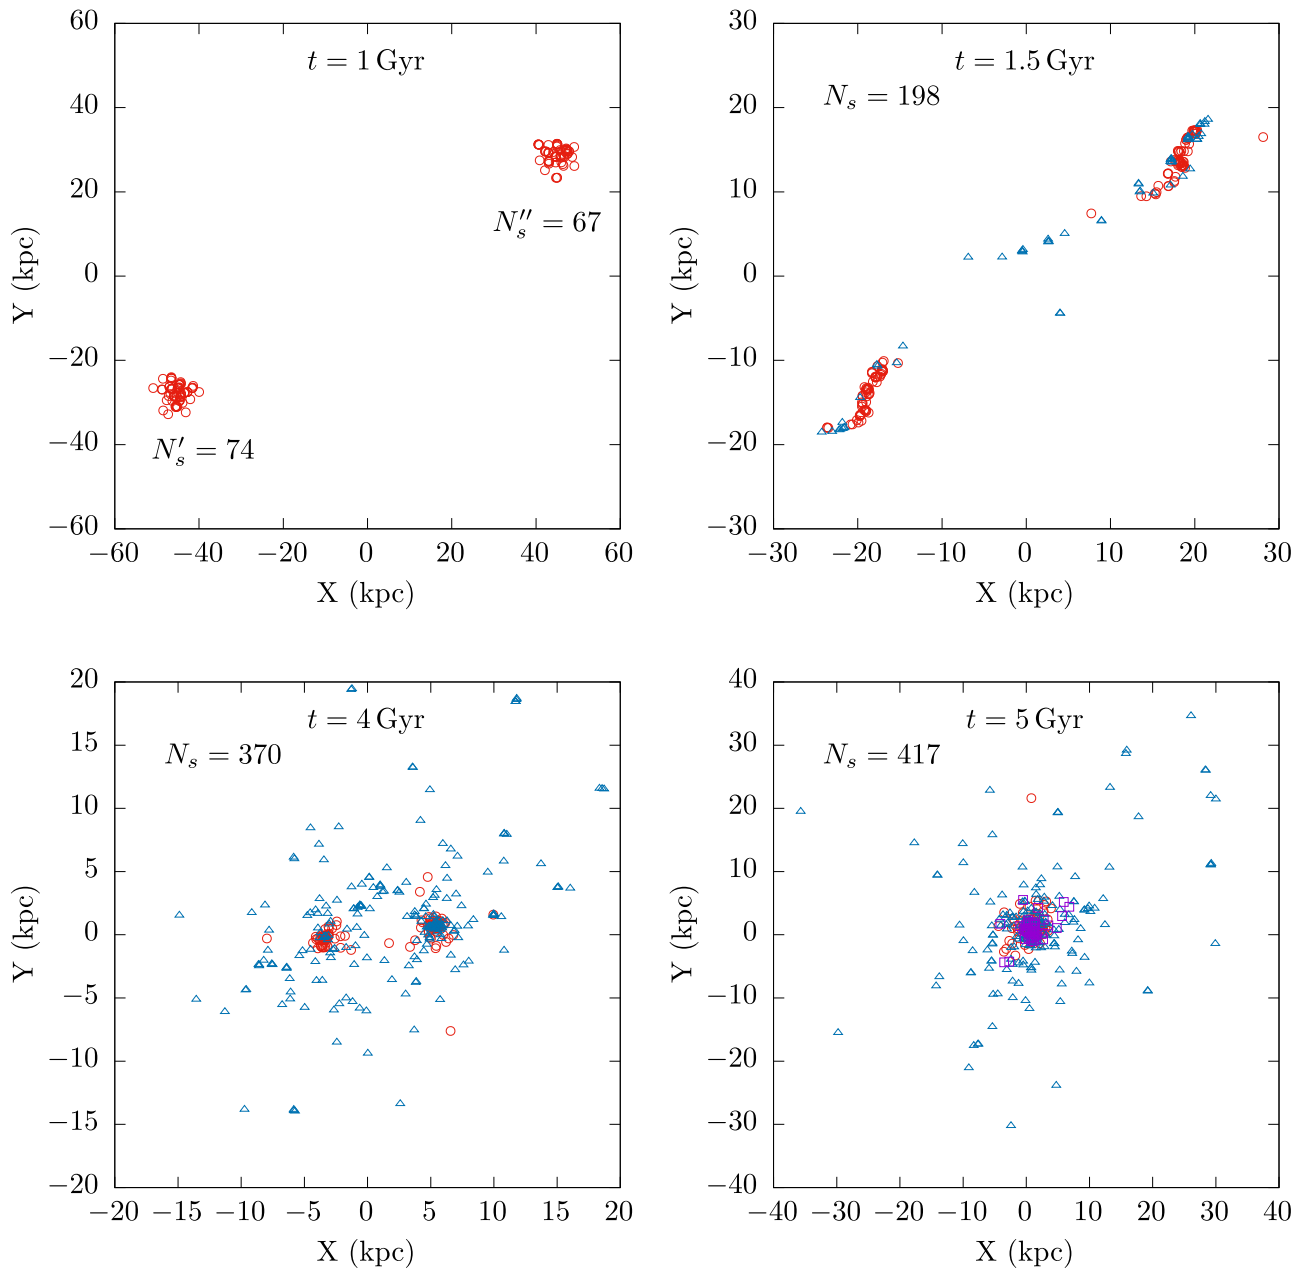 60
40
20
0
−20
−40
−60
Y (kpc)
t = 1 Gyr
N″s = 67
N′s = 74
−60 −40 −20 0 20 40 60
X (kpc)
30
20
10
0
−10
−20
−30
Y (kpc)
t = 1.5 Gyr
Ns = 198
−30 −20 −10 0 10 20 30
X (kpc)
20
15
10
5
0
−5
−10
−15
−20
Y (kpc)
t = 4 Gyr
Ns = 370
−20 −15 −10 −5 0 5 10 15 20
X (kpc)
40
30
20
10
0
−10
−20
−30
−40
Y (kpc)
t = 5 Gyr
Ns = 417
−40 −30 −20 −10 0 10 20 30 40
X (kpc)